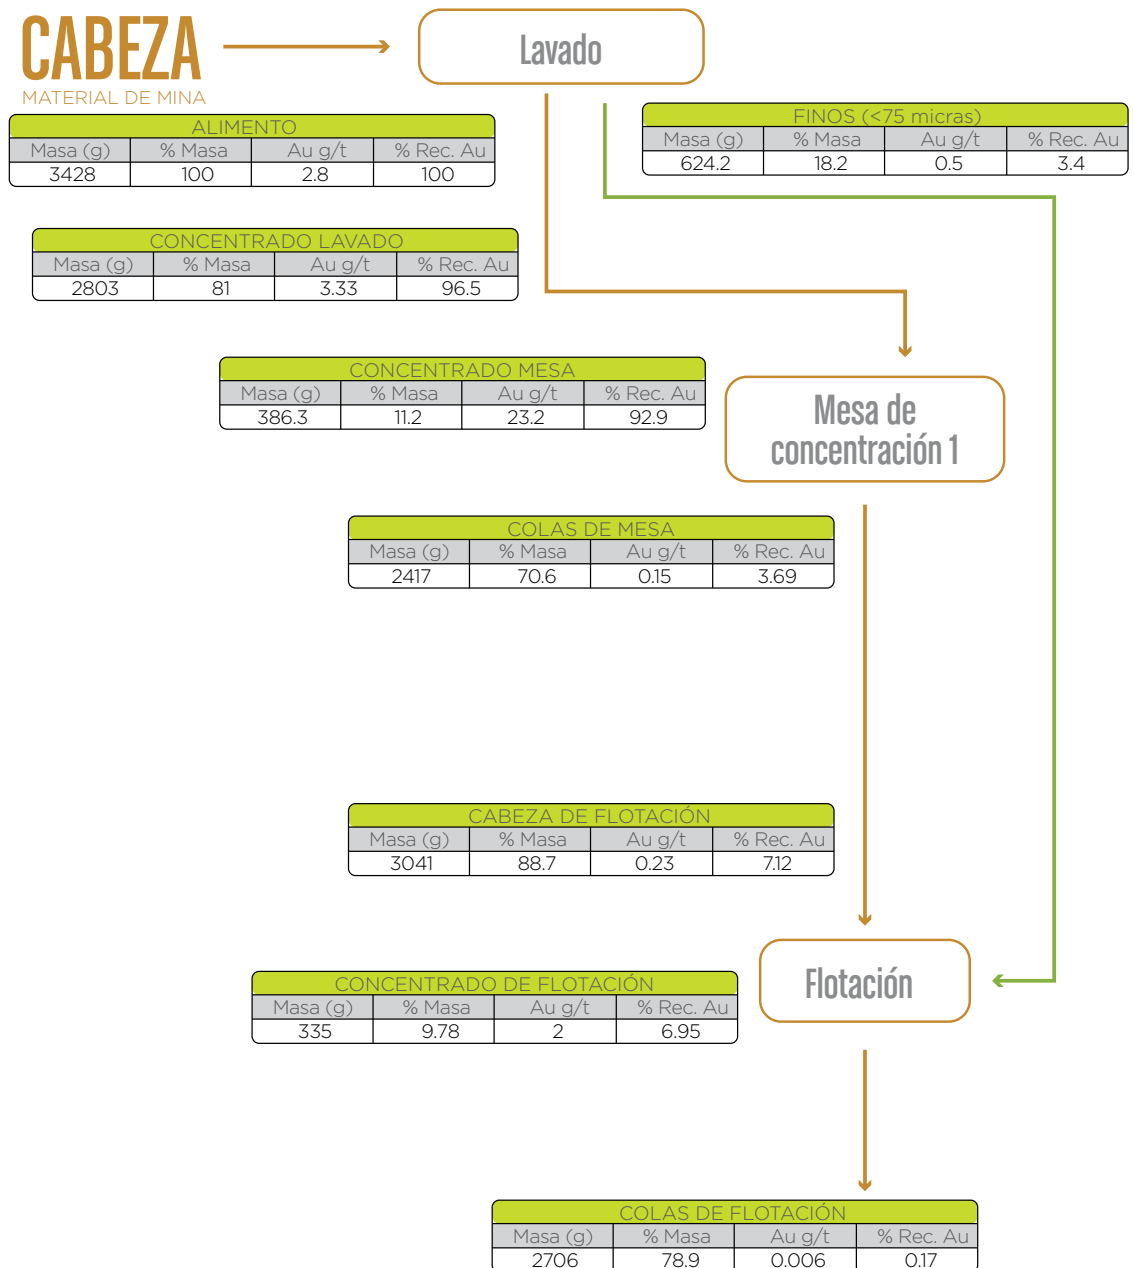 CABEZA
MATERIAL DE MINA
Lavado
ALIMENTO
Masa (g) % Masa Au g/t % Rec. Au
3428 100 2.8 100
FINOS (<75 micras)
Masa (g) % Masa Au g/t % Rec. Au
624.2 18.2 0.5 3.4
CONCENTRADO LAVADO
Masa (g) % Masa Au g/t % Rec. Au
2803 81 3.33 96.5
CONCENTRADO MESA
Masa (g) % Masa Au g/t % Rec. Au
386.3 11.2 23.2 92.9
Mesa de
concentración 1
COLAS DE MESA
Masa (g) % Masa Au g/t % Rec. Au
2417 70.6 0.15 3.69
CABEZA DE FLOTACIÓN
Masa (g) % Masa Au g/t % Rec. Au
3041 88.7 0.23 7.12
Flotación
CONCENTRADO DE FLOTACIÓN
Masa (g) % Masa Au g/t % Rec. Au
335 9.78 2 6.95
COLAS DE FLOTACIÓN
Masa (g) % Masa Au g/t % Rec. Au
2706 78.9 0.006 0.17